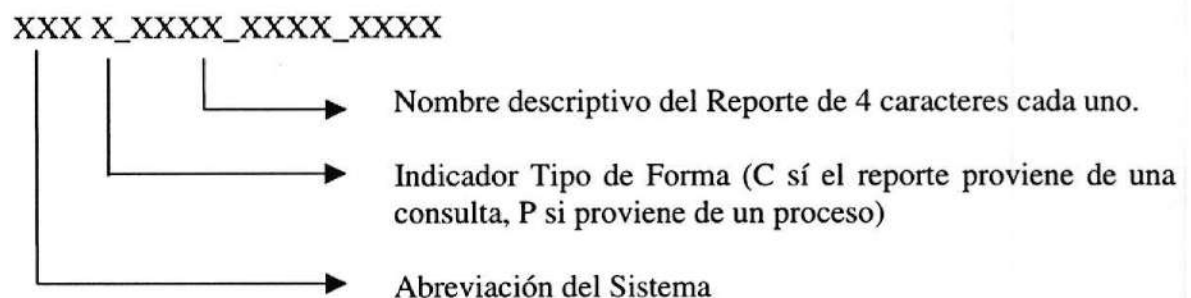 XXX X_XXXX_XXXX_XXXX
Nombre descriptivo del Reporte de 4 caracteres cada uno.
Indicador Tipo de Forma (C sí el reporte proviene de una
consulta, P si proviene de un proceso)
Abreviación del Sistema